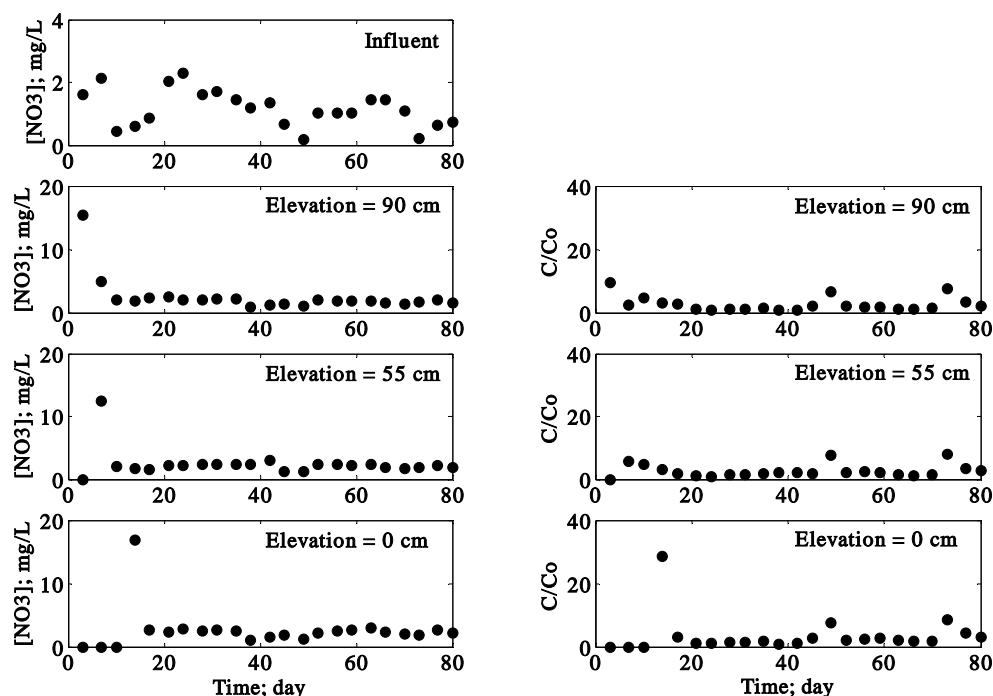 [NO3]; mg/L
4
2
0
Influent
0 20 40 60 80
[NO3]; mg/L
20
10
0
Elevation = 90 cm
0 20 40 60 80
C/Co
40
20
0
Elevation = 90 cm
0 20 40 60 80
[NO3]; mg/L
20
10
0
Elevation = 55 cm
0 20 40 60 80
C/Co
40
20
0
Elevation = 55 cm
0 20 40 60 80
[NO3]; mg/L
20
10
0
Elevation = 0 cm
0 20 40 60 80
Time; day
C/Co
40
20
0
Elevation = 0 cm
0 20 40 60 80
Time; day